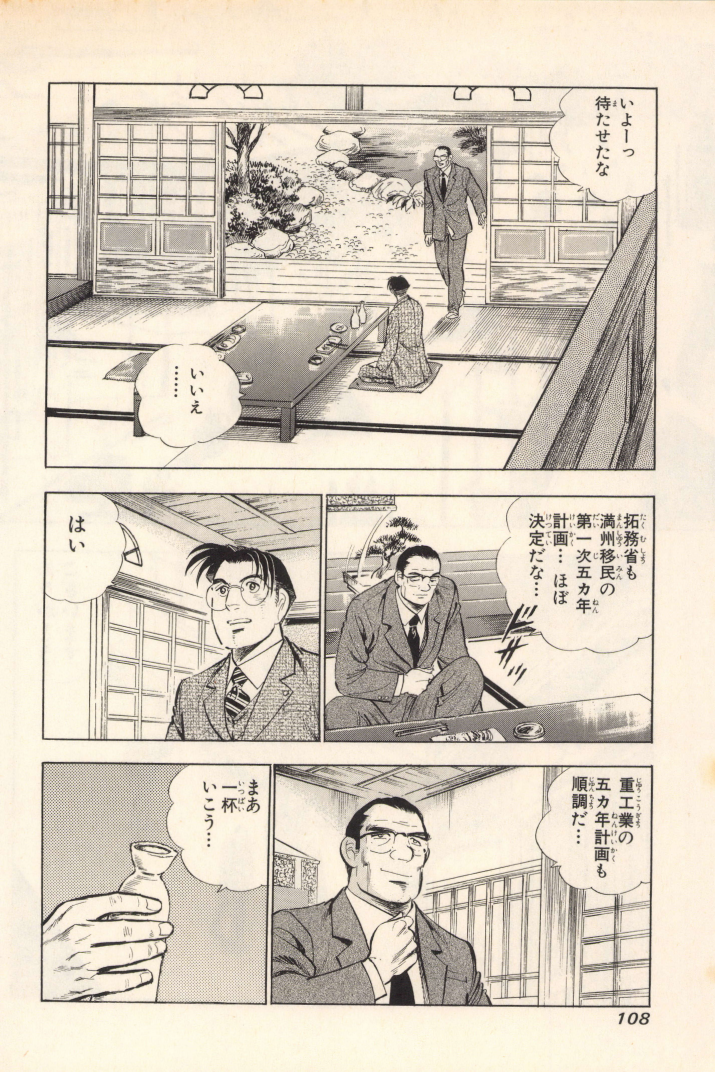 いよーっ
待たせたな
いいえ
……
拓務省も
満州移民の
第一次五カ年
計画…ほぼ
決定だな…
はい
重工業の
五カ年計画も
順調だ…
まあ
一杯
いこう…
108